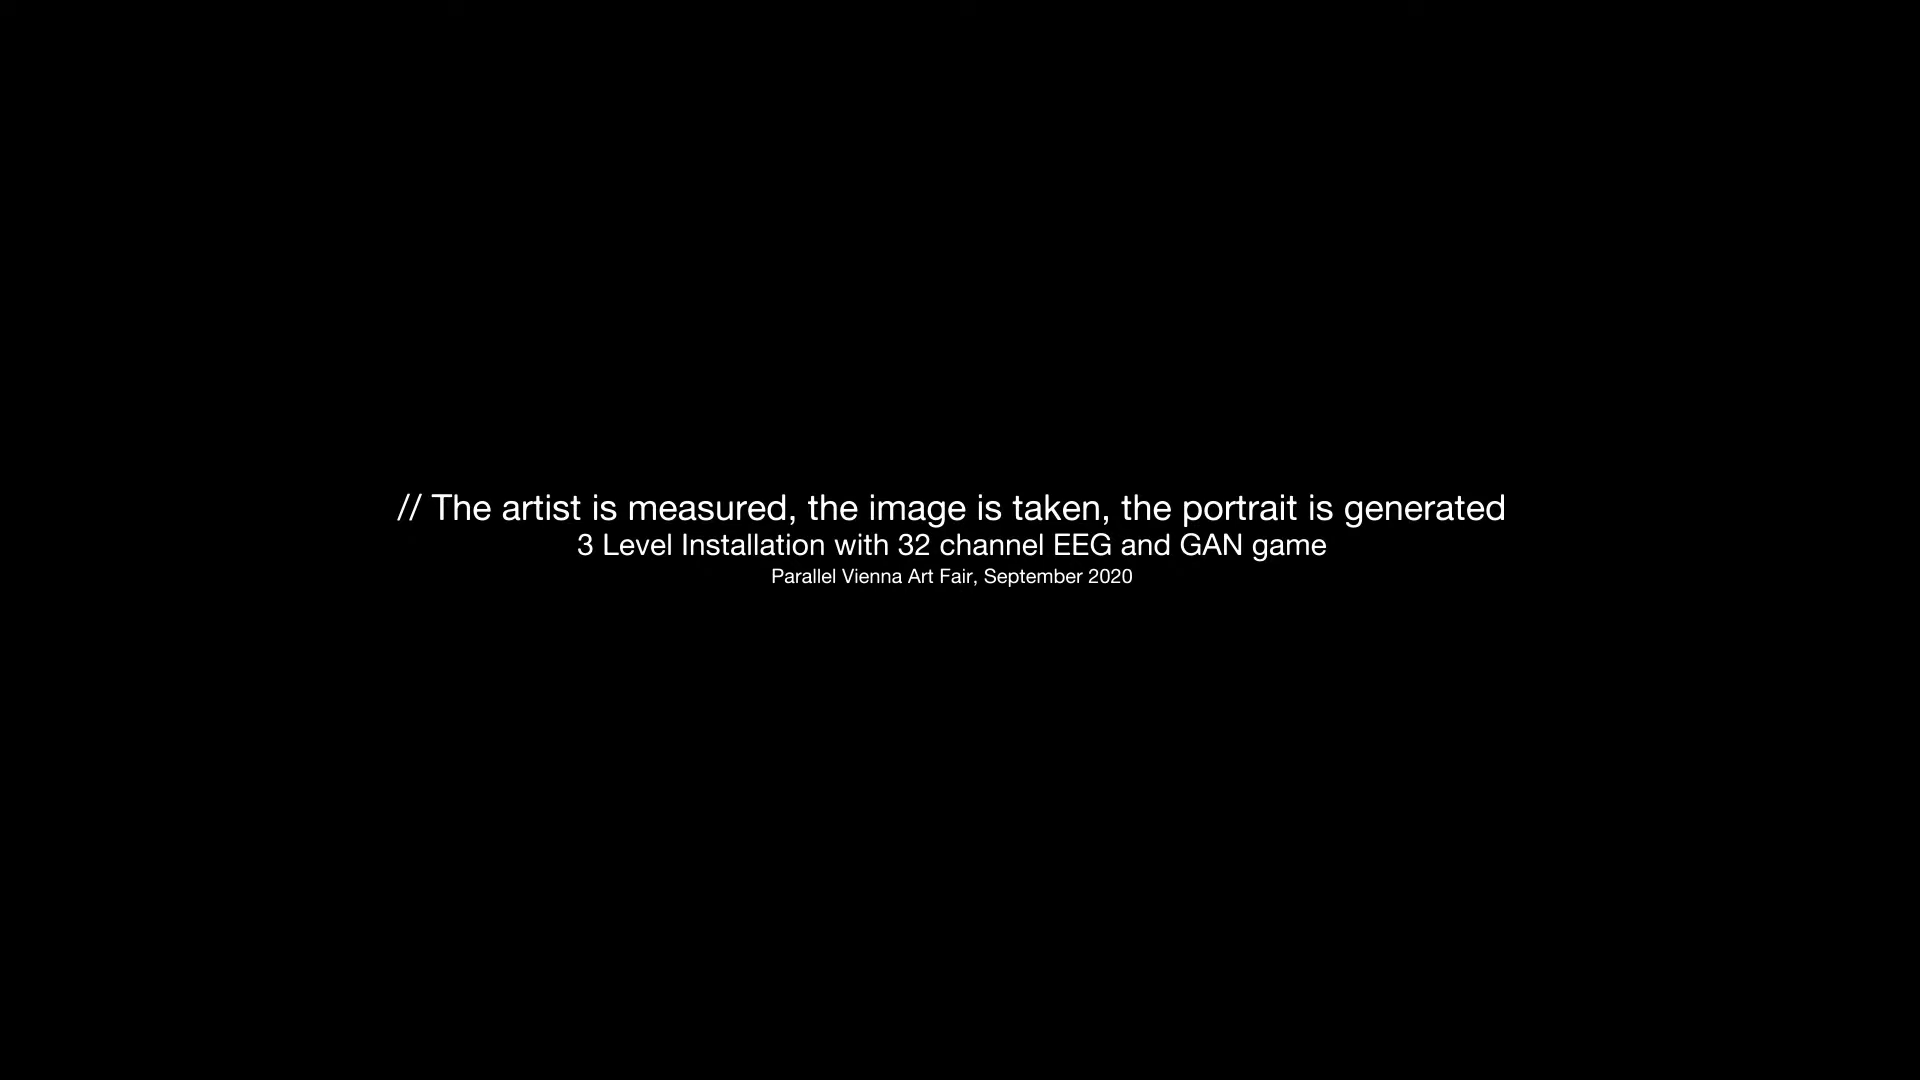 // The artist is measured, the image is taken, the portrait is generated
3 Level Installation with 32 channel EEG and GAN game
Parallel Vienna Art Fair, September 2020